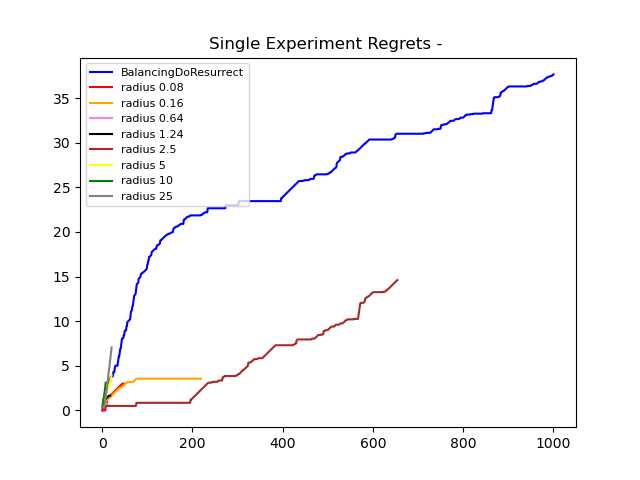 Single Experiment Regrets -
BalancingDoResurrect
radius 0.08
radius 0.16
radius 0.64
radius 1.24
radius 2.5
radius 5
radius 10
radius 25
35
30
25
20
15
10
5
0
0 200 400 600 800 1000